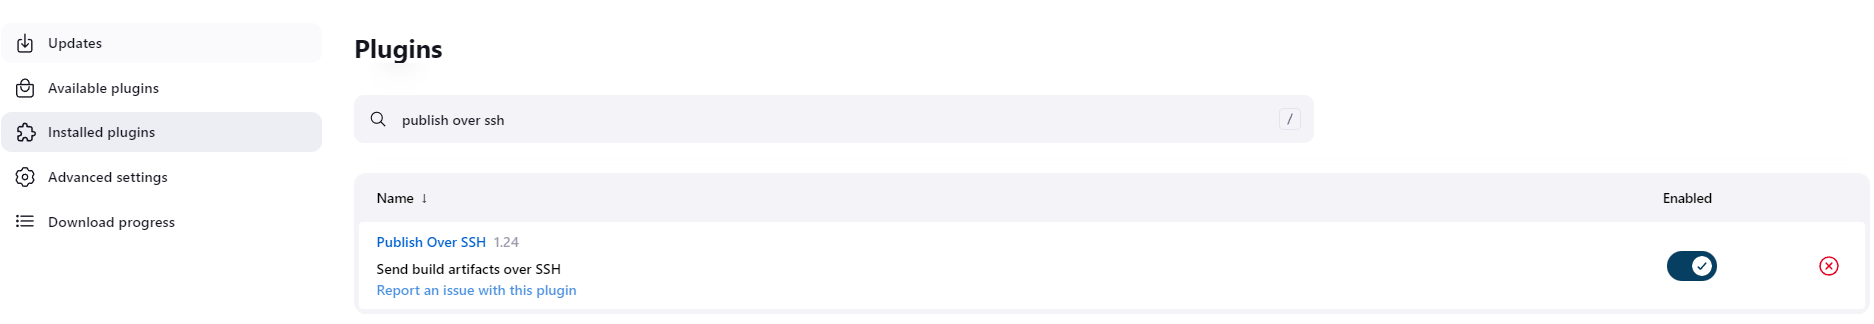 Updates
Available plugins
Installed plugins
Advanced settings
Download progress
Plugins
publish over ssh /
Name ↓ Enabled
Publish Over SSH 1.24
Send build artifacts over SSH
Report an issue with this plugin